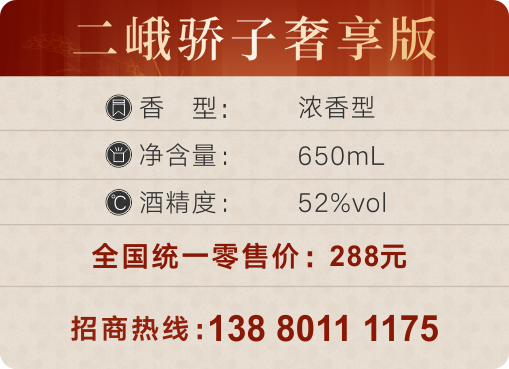 二峨骄子奢享版
香 型： 浓香型
净含量： 650mL
酒精度： 52%vol
全国统一零售价：288元
招商热线：138 8011 1175